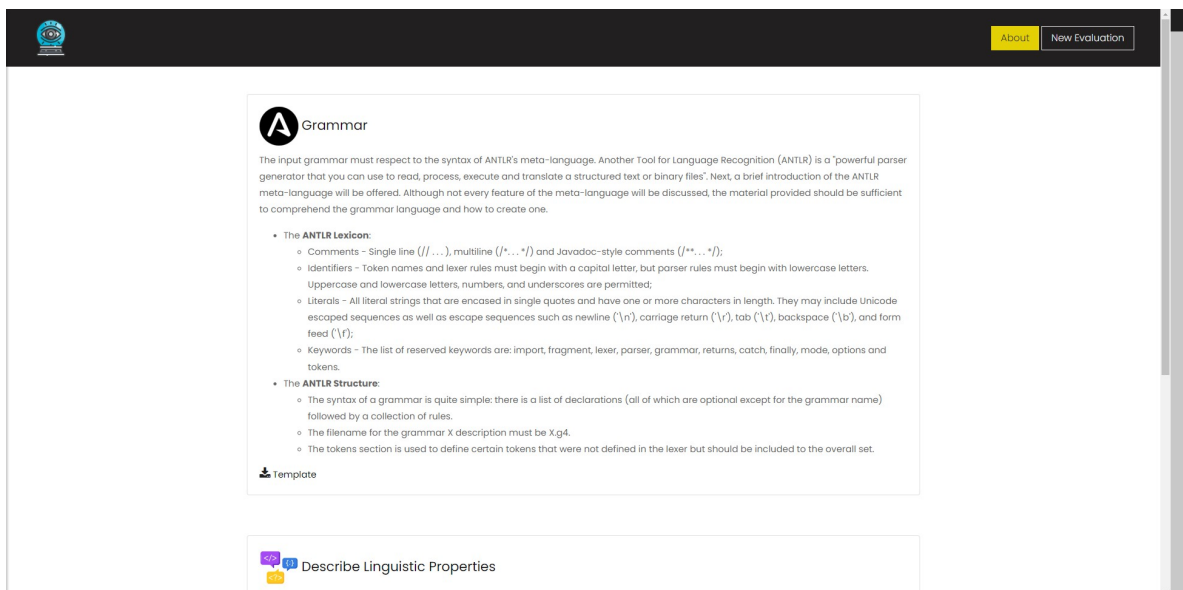 About
New Evaluation
Grammar
The input grammar must respect to the syntax of ANTLR's meta-language. Another Tool for Language Recognition (ANTLR) is a "powerful parser
generator that you can use to read, process, execute and translate a structured text or binary files". Next, a brief introduction of the ANTLR
meta-language will be offered. Although not every feature of the meta-language will be discussed, the material provided should be sufficient
to comprehend the grammar language and how to create one.
• The ANTLR Lexicon:
◦ Comments - Single line (// . . . ), multiline (/*. . . */) and Javadoc-style comments (/**. . . */);
◦ Identifiers - Token names and lexer rules must begin with a capital letter, but parser rules must begin with lowercase letters.
Uppercase and lowercase letters, numbers, and underscores are permitted;
◦ Literals - All literal strings that are encased in single quotes and have one or more characters in length. They may include Unicode
escaped sequences as well as escape sequences such as newline ('\n'), carriage return ('\r'), tab ('\t'), backspace ('\b'), and form
feed ('\f');
◦ Keywords - The list of reserved keywords are: import, fragment, lexer, parser, grammar, returns, catch, finally, mode, options and
tokens.
• The ANTLR Structure:
◦ The syntax of a grammar is quite simple: there is a list of declarations (all of which are optional except for the grammar name)
followed by a collection of rules.
◦ The filename for the grammar X description must be X.g4.
◦ The tokens section is used to define certain tokens that were not defined in the lexer but should be included to the overall set.
Template
Describe Linguistic Properties